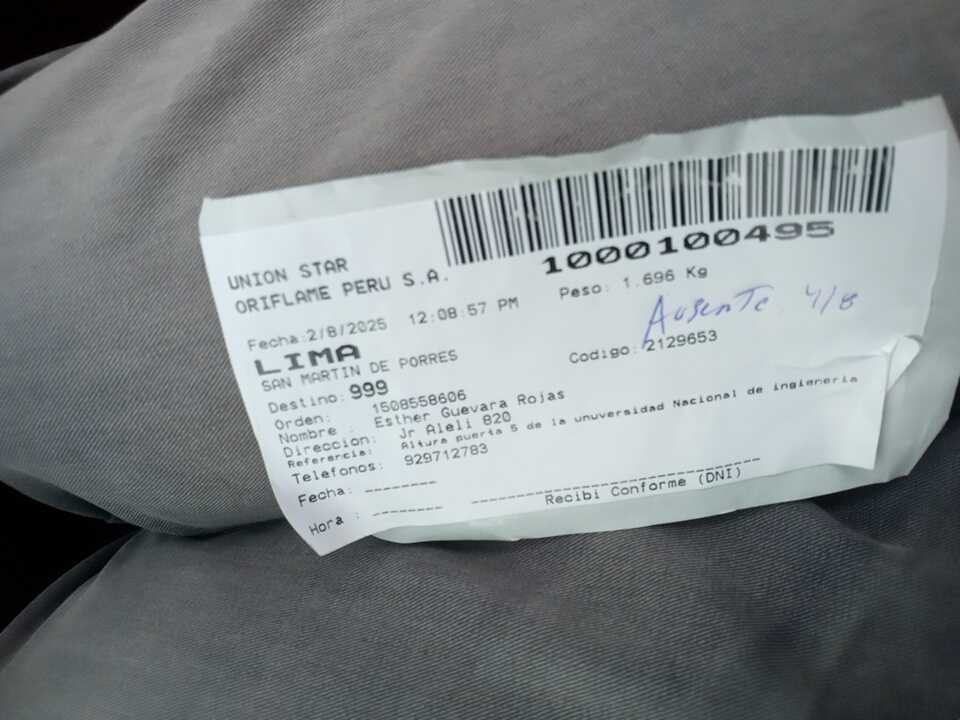 1000100495
UNION STAR
ORIFLAME PERU S.A.
Peso: 1.696 Kg
Fecha:2/8/2025 12:08:57 PM
Ausente 4/8
LIMA
SAN MARTIN DE PORRES
Codigo: 2129653
Destino: 999
Orden: 1508558606
Nombre : Esther Guevara Rojas
Direccion: Jr Aleli 820
Referencia: Altura puerta 5 de la unuversidad Nacional de ingieneria
Telefonos: 929712783
Fecha: --------
Hora : --------
Recibi Conforme (DNI)